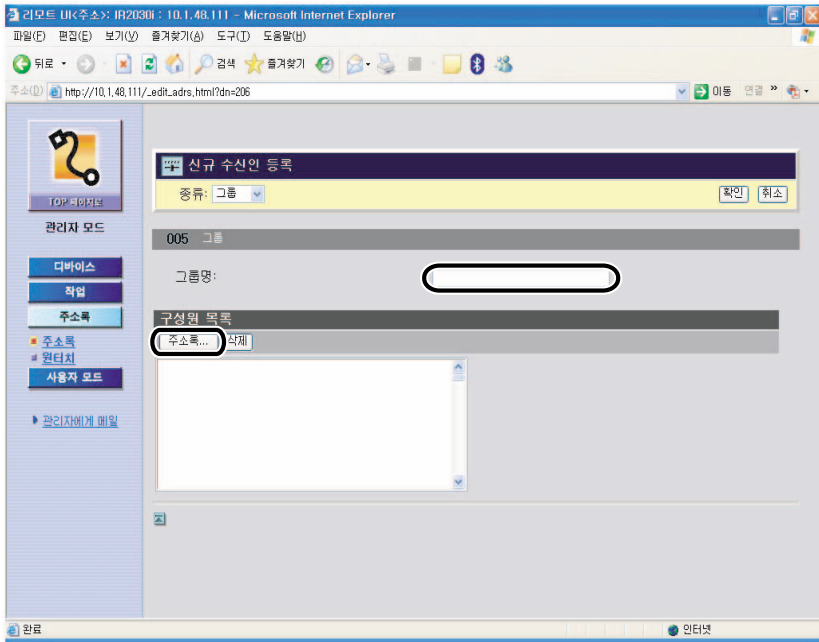 리모트 UI<주소>: IR2030i : 10.1.48.111 - Microsoft Internet Explorer
파일(F) 편집(E) 보기(V) 즐겨찾기(A) 도구(T) 도움말(H)
뒤로 검색 즐겨찾기
주소(D) http://10.1.48.111/_edit_adrs.html?dn=206 이동 연결 »
TOP 페이지로
관리자 모드
디바이스
작업
주소록
주소록
원터치
사용자 모드
관리자에게 메일
신규 수신인 등록
종류: 그룹 확인 취소
005 그룹
그룹명:
구성원 목록
주소록... 삭제
완료 인터넷